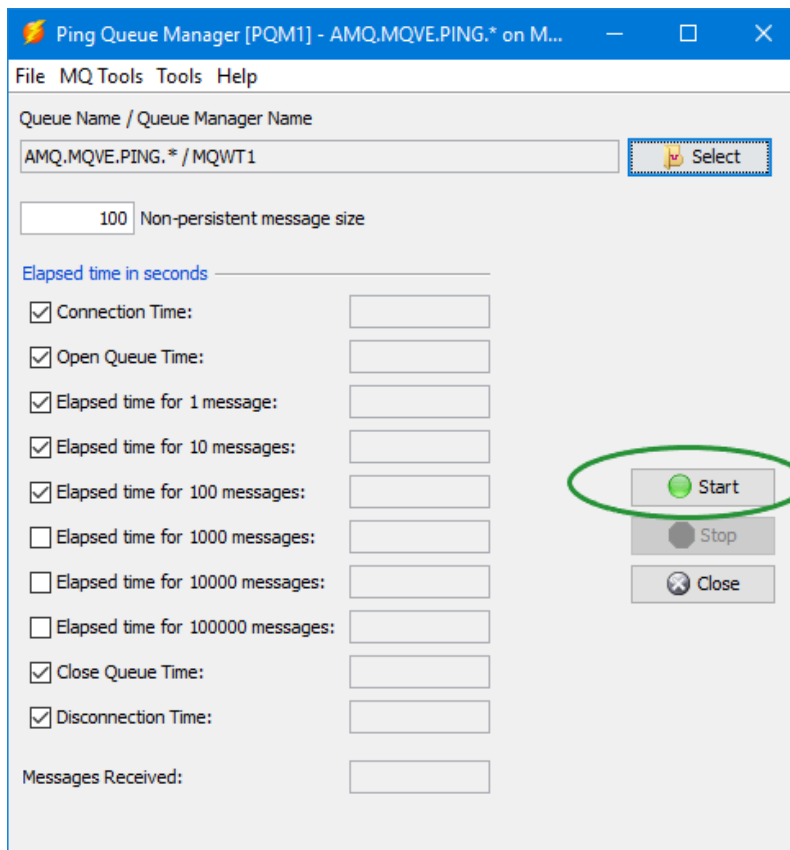 Ping Queue Manager [PQM1] - AMQ.MQVE.PING.* on M...
File MQ Tools Tools Help
Queue Name / Queue Manager Name
AMQ.MQVE.PING.* / MQWT1
Select
100 Non-persistent message size
Elapsed time in seconds
Connection Time:
Open Queue Time:
Elapsed time for 1 message:
Elapsed time for 10 messages:
Elapsed time for 100 messages:
Start
Elapsed time for 1000 messages:
Stop
Elapsed time for 10000 messages:
Close
Elapsed time for 100000 messages:
Close Queue Time:
Disconnection Time:
Messages Received: